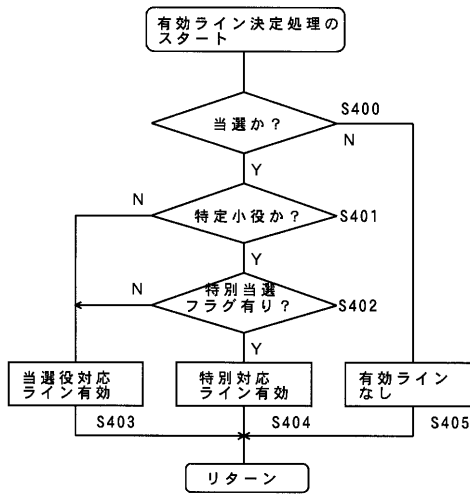 有効ライン決定処理の
スタート
S400
当選か？
N
Y
N
特定小役か？
S401
Y
N
特別当選
フラグ有り？
S402
Y
当選役対応
ライン有効
特別対応
ライン有効
有効ライン
なし
S403
S404
S405
リターン